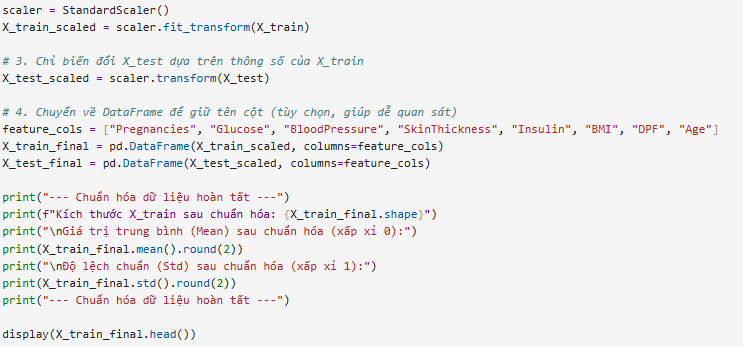 scaler = StandardScaler()
X_train_scaled = scaler.fit_transform(X_train)
# 3. Chỉ biến đổi X_test dựa trên thông số của X_train
X_test_scaled = scaler.transform(X_test)
# 4. Chuyển về DataFrame để giữ tên cột (tùy chọn, giúp dễ quan sát)
feature_cols = ["Pregnancies", "Glucose", "BloodPressure", "SkinThickness", "Insulin", "BMI", "DPF", "Age"]
X_train_final = pd.DataFrame(X_train_scaled, columns=feature_cols)
X_test_final = pd.DataFrame(X_test_scaled, columns=feature_cols)
print("--- Chuẩn hóa dữ liệu hoàn tất ---")
print(f"Kích thước X_train sau chuẩn hóa: {X_train_final.shape}")
print("\nGiá trị trung bình (Mean) sau chuẩn hóa (xấp xỉ 0):")
print(X_train_final.mean().round(2))
print("\nĐộ lệch chuẩn (Std) sau chuẩn hóa (xấp xỉ 1):")
print(X_train_final.std().round(2))
print("--- Chuẩn hóa dữ liệu hoàn tất ---")
display(X_train_final.head())